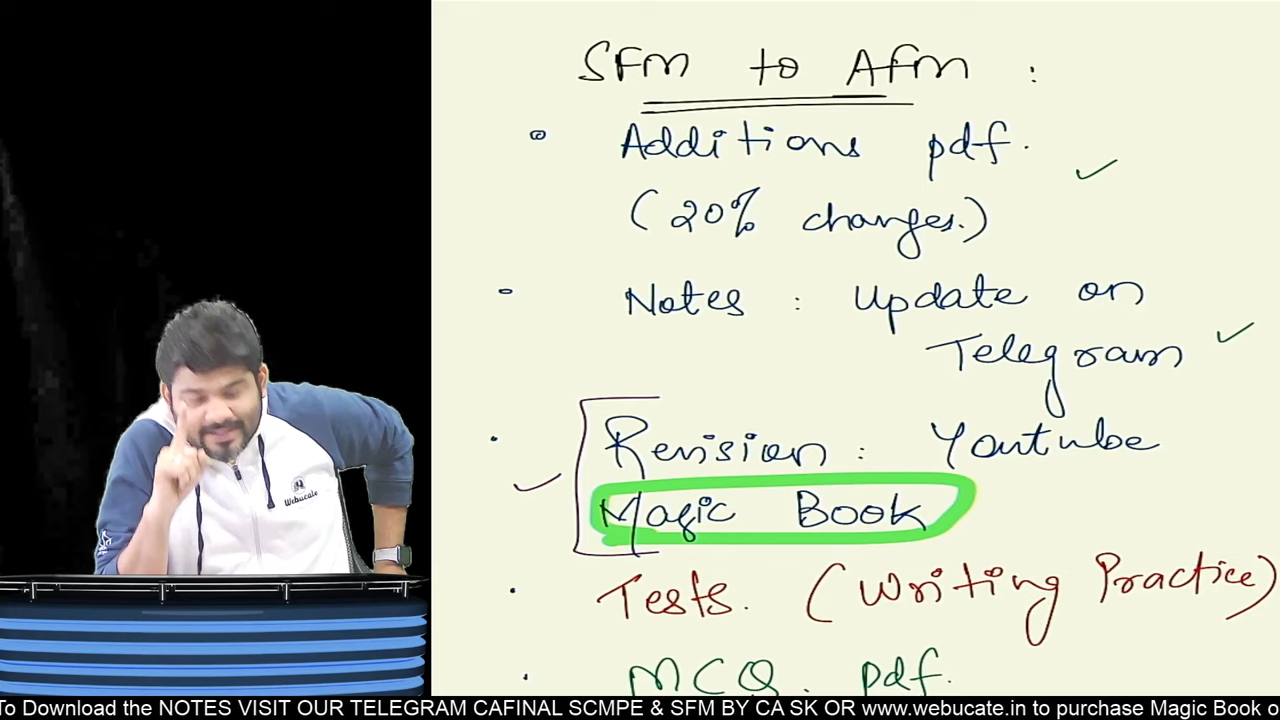 SFM to AFM :
Additions pdf.
(20% changes.)
Notes : Update on
Telegram
Revision : Youtube
Magic Book
Tests. (Writing Practice)
MCQ. pdf.
Webucate
To Download the NOTES VISIT OUR TELEGRAM CAFINAL SCMPE & SFM BY CA SK OR www.webucate.in to purchase Magic Book o